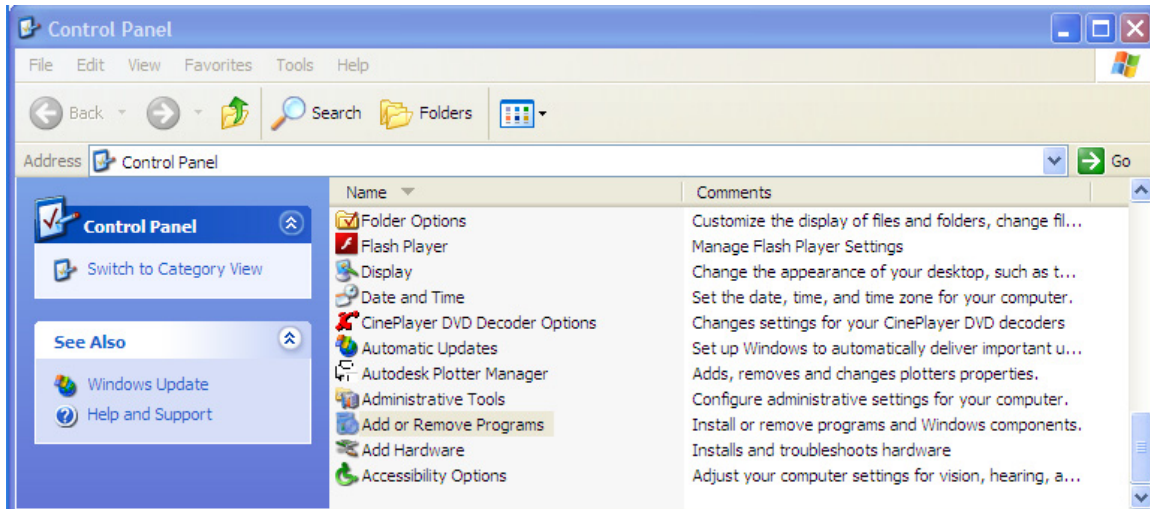 Control Panel
File Edit View Favorites Tools Help
Back Search Folders
Address Control Panel Go
Name Comments
Control Panel
Switch to Category View
See Also
Windows Update
Help and Support
Folder Options Customize the display of files and folders, change fil...
Flash Player Manage Flash Player Settings
Display Change the appearance of your desktop, such as t...
Date and Time Set the date, time, and time zone for your computer.
CinePlayer DVD Decoder Options Changes settings for your CinePlayer DVD decoders
Automatic Updates Set up Windows to automatically deliver important u...
Autodesk Plotter Manager Adds, removes and changes plotters properties.
Administrative Tools Configure administrative settings for your computer.
Add or Remove Programs Install or remove programs and Windows components.
Add Hardware Installs and troubleshoots hardware
Accessibility Options Adjust your computer settings for vision, hearing, a...